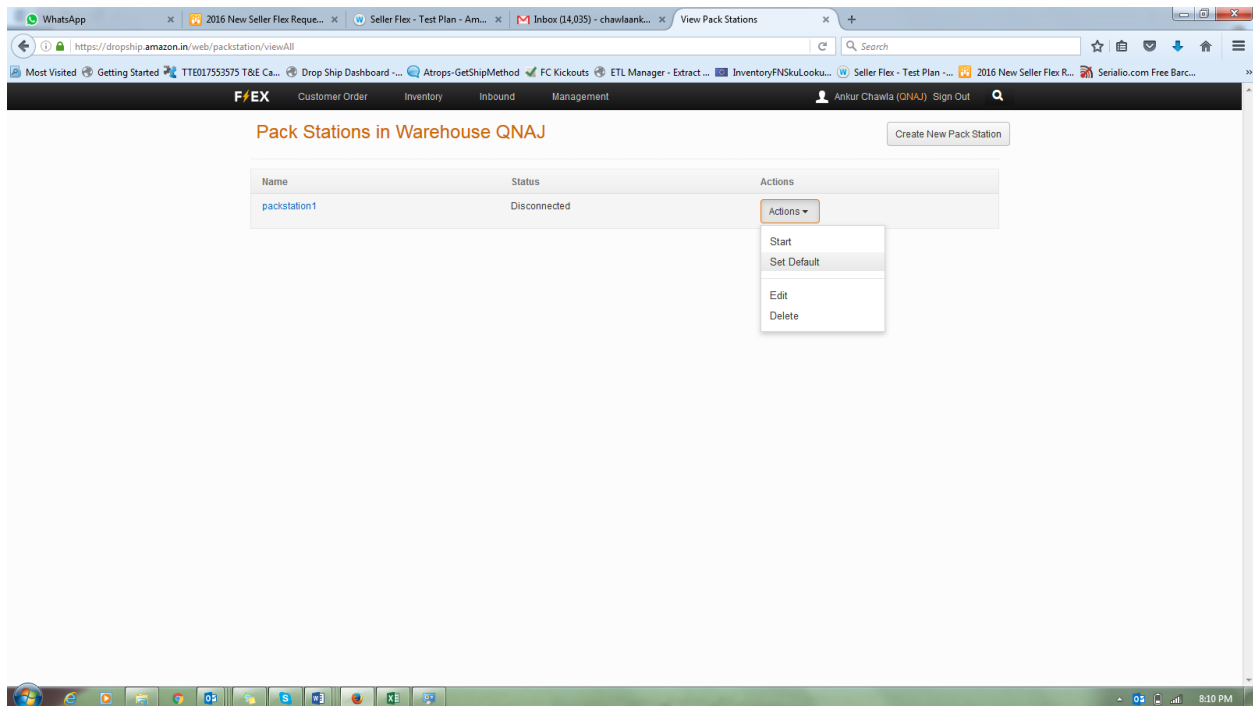 WhatsApp
2016 New Seller Flex Reque...
Seller Flex - Test Plan - Am...
Inbox (14,035) - chawlaank...
View Pack Stations
https://dropship.amazon.in/web/packstation/viewAll
Search
Most Visited Getting Started TTE017553575 T&E Ca... Drop Ship Dashboard -... Atrops-GetShipMethod FC Kickouts ETL Manager - Extract ... InventoryFNSkuLooku... Seller Flex - Test Plan -... 2016 New Seller Flex R... Serialio.com Free Barc... »
FLEX Customer Order Inventory Inbound Management Ankur Chawla (QNAJ) Sign Out
Pack Stations in Warehouse QNAJ
Create New Pack Station
Name Status Actions
packstation1 Disconnected Actions
Start
Set Default
Edit
Delete
8:10 PM